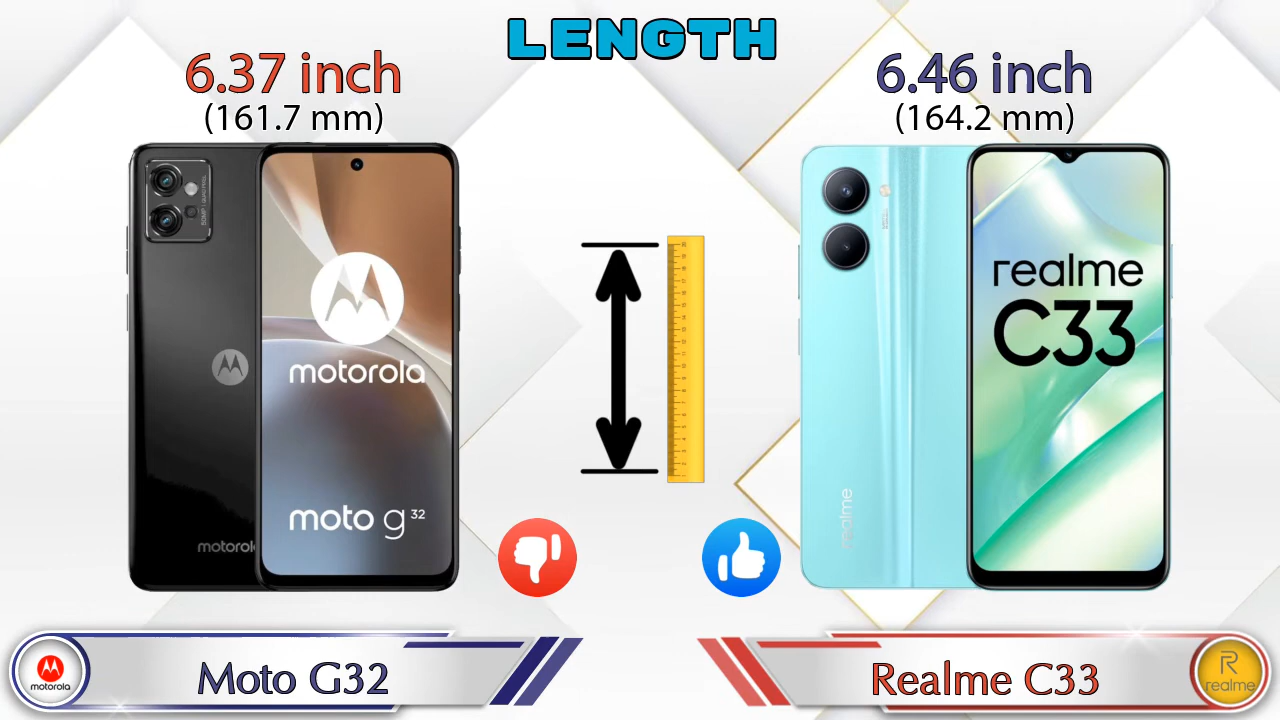 LENGTH
6.37 inch
(161.7 mm)
6.46 inch
(164.2 mm)
motorola
moto g 32
realme
C33
realme
Moto G32
motorola
Realme C33
realme